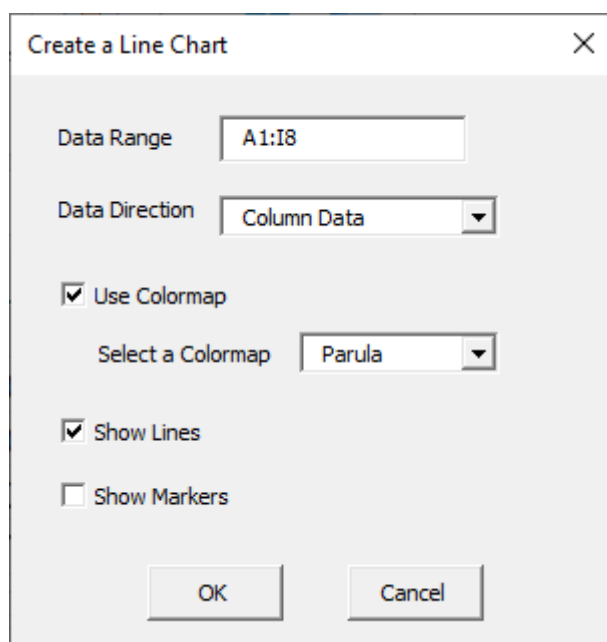 Create a Line Chart
Data Range A1:I8
Data Direction Column Data
Use Colormap
Select a Colormap Parula
Show Lines
Show Markers
OK Cancel